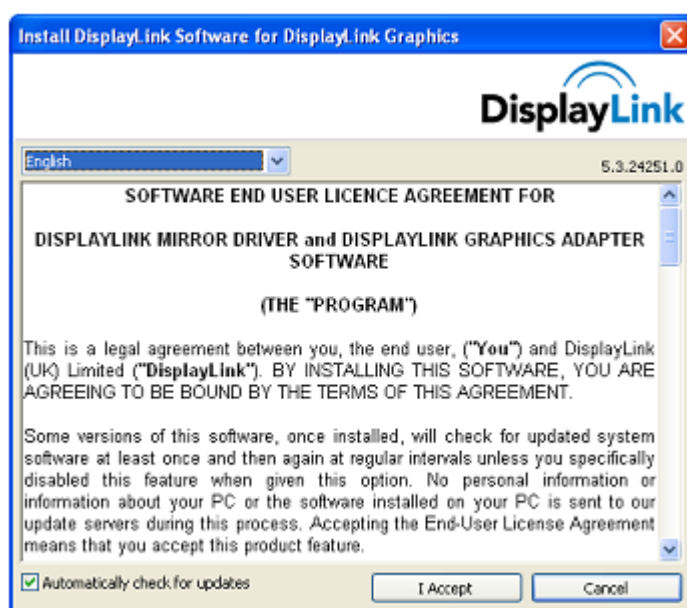 Install DisplayLink Software for DisplayLink Graphics
DisplayLink
English
5.3.24251.0
SOFTWARE END USER LICENCE AGREEMENT FOR
DISPLAYLINK MIRROR DRIVER and DISPLAYLINK GRAPHICS ADAPTER
SOFTWARE
(THE "PROGRAM")
This is a legal agreement between you, the end user, ("You") and DisplayLink
(UK) Limited ("DisplayLink"). BY INSTALLING THIS SOFTWARE, YOU ARE
AGREEING TO BE BOUND BY THE TERMS OF THIS AGREEMENT.
Some versions of this software, once installed, will check for updated system
software at least once and then again at regular intervals unless you specifically
disabled this feature when given this option. No personal information or
information about your PC or the software installed on your PC is sent to our
update servers during this process. Accepting the End-User License Agreement
means that you accept this product feature.
Automatically check for updates
I Accept
Cancel